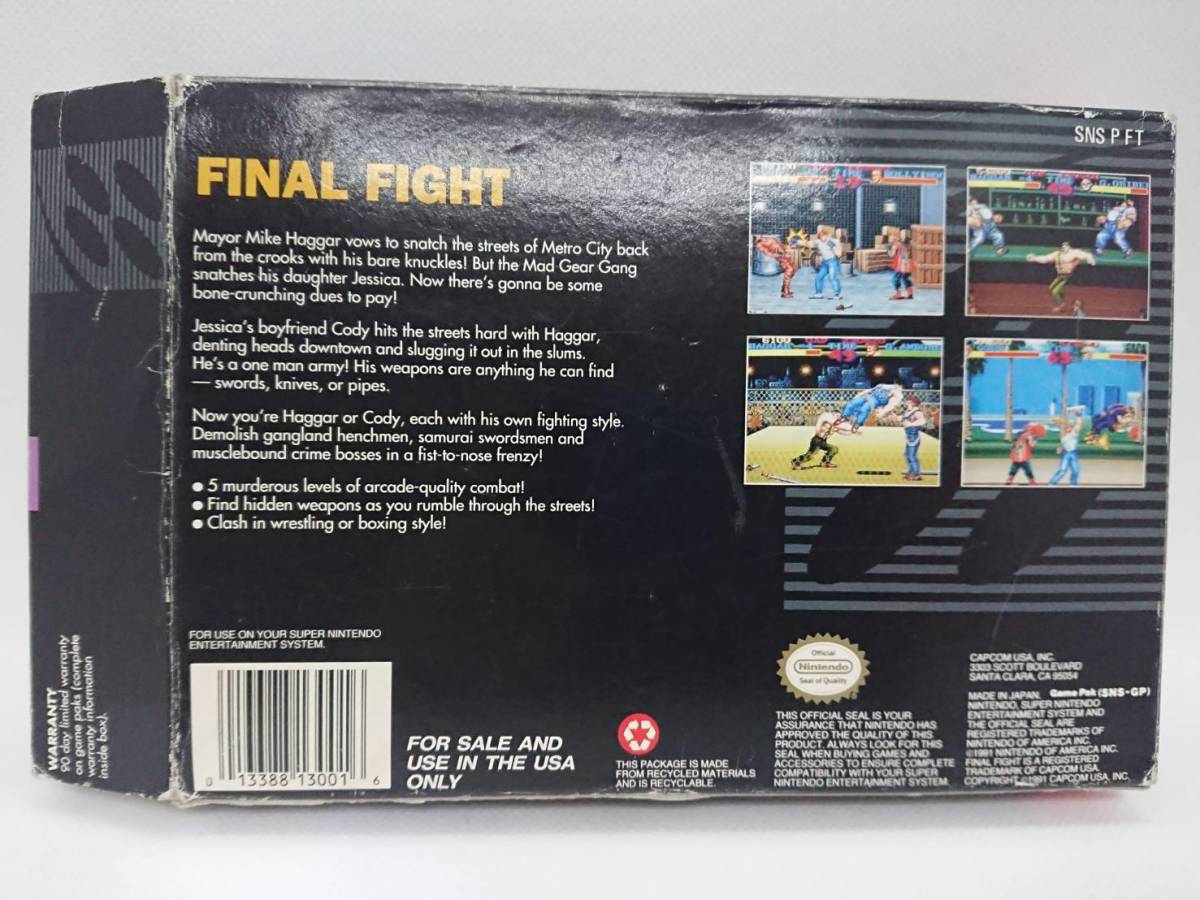 SNS P FT
FINAL FIGHT
Mayor Mike Haggar vows to snatch the streets of Metro City back
from the crooks with his bare knuckles! But the Mad Gear Gang
snatches his daughter Jessica. Now there's gonna be some
bone-crunching dues to pay!
Jessica's boyfriend Cody hits the streets hard with Haggar,
denting heads downtown and slugging it out in the slums.
He's a one man army! His weapons are anything he can find
— swords, knives, or pipes.
Now you're Haggar or Cody, each with his own fighting style.
Demolish gangland henchmen, samurai swordsmen and
musclebound crime bosses in a fist-to-nose frenzy!
● 5 murderous levels of arcade-quality combat!
● Find hidden weapons as you rumble through the streets!
● Clash in wrestling or boxing style!
TIME
TIME
6100
HAGGAR
TIME
FOR USE ON YOUR SUPER NINTENDO
ENTERTAINMENT SYSTEM.
0 13388 13001 6
FOR SALE AND
USE IN THE USA
ONLY
THIS PACKAGE IS MADE
FROM RECYCLED MATERIALS
AND IS RECYCLABLE.
Official
Nintendo
Seal of Quality
THIS OFFICIAL SEAL IS YOUR
ASSURANCE THAT NINTENDO HAS
APPROVED THE QUALITY OF THIS
PRODUCT. ALWAYS LOOK FOR THIS
SEAL WHEN BUYING GAMES AND
ACCESSORIES TO ENSURE COMPLETE
COMPATIBILITY WITH YOUR SUPER
NINTENDO ENTERTAINMENT SYSTEM.
CAPCOM USA, INC.
3303 SCOTT BOULEVARD
SANTA CLARA, CA 95054
MADE IN JAPAN. Game Pak (SNS-GP)
NINTENDO, SUPER NINTENDO
ENTERTAINMENT SYSTEM AND
THE OFFICIAL SEAL ARE
REGISTERED TRADEMARKS OF
NINTENDO OF AMERICA INC.
©1991 NINTENDO OF AMERICA INC.
FINAL FIGHT IS A REGISTERED
TRADEMARK OF CAPCOM USA, INC.
COPYRIGHT ©1991 CAPCOM USA, INC.
WARRANTY
90 day limited warranty
on game paks (complete
warranty information
inside box).